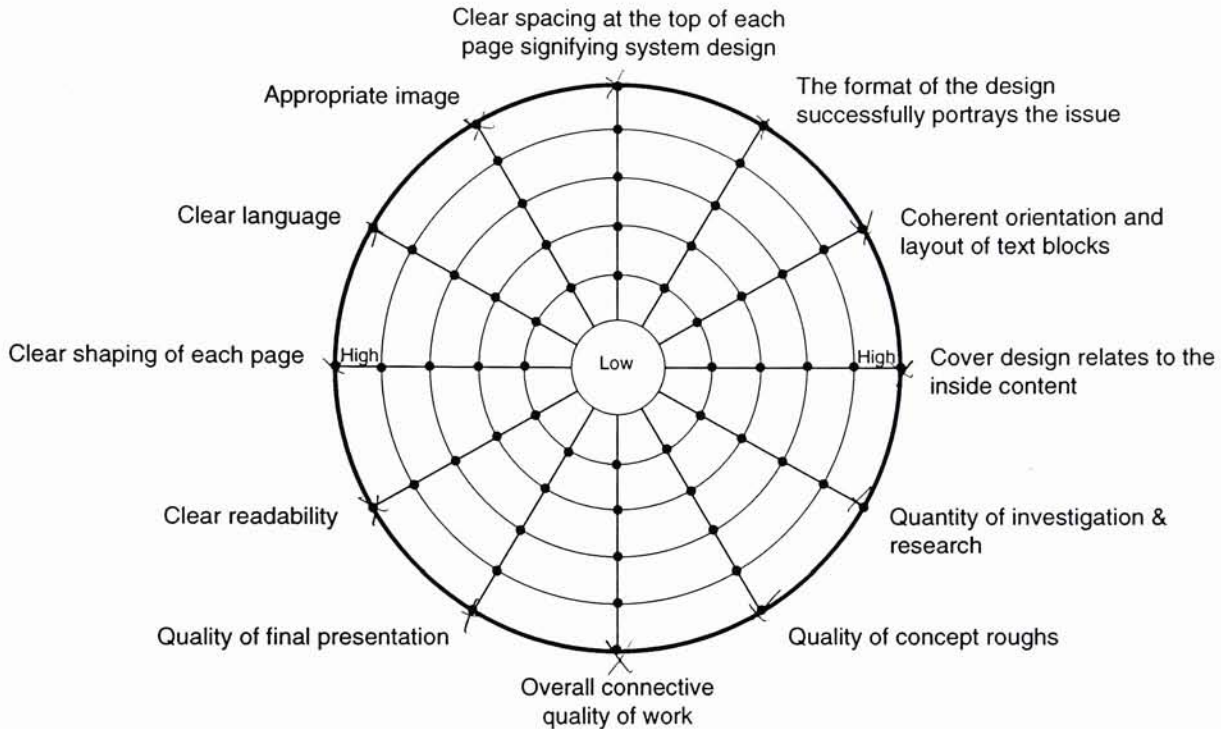 Clear spacing at the top of each
page signifying system design
The format of the design
successfully portrays the issue
Appropriate image
Clear language
Coherent orientation and
layout of text blocks
Clear shaping of each page
High
Low
High
Cover design relates to the
inside content
Clear readability
Quantity of investigation &
research
Quality of final presentation
Quality of concept roughs
Overall connective
quality of work